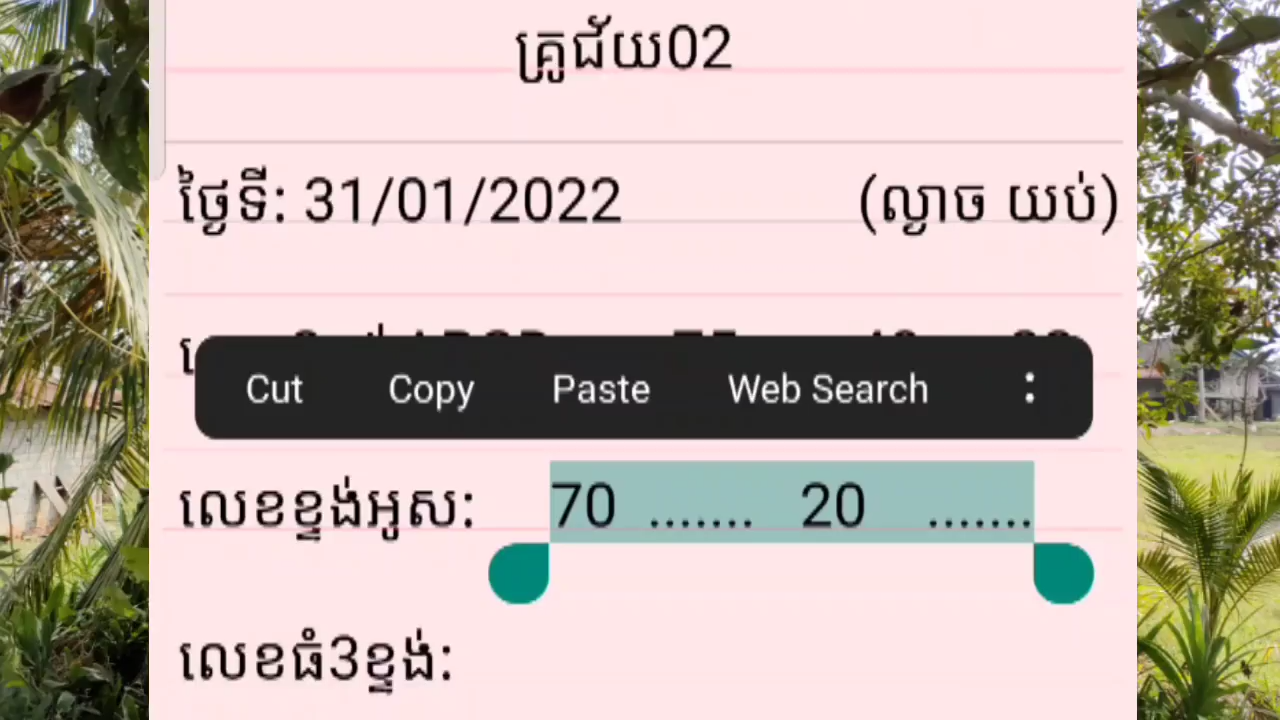 គ្រូជ័យ02
ថ្ងៃទី: 31/01/2022 (ល្ងាច យប់)
Cut Copy Paste Web Search
លេខខ្ទង់អូស: 70 ....... 20 .......
លេខធំ3ខ្ទង់: